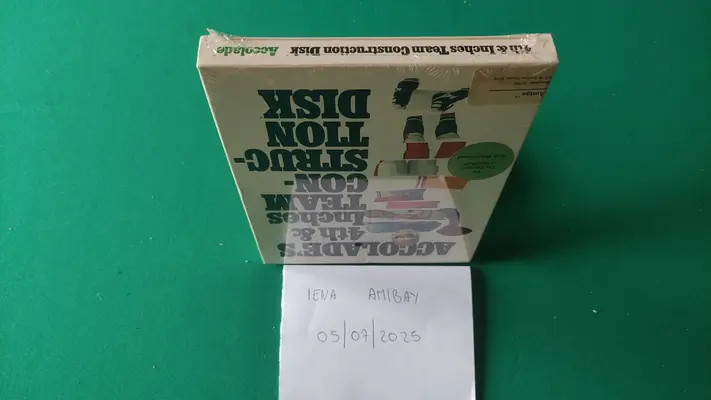 4th & Inches Team Construction Disk Accolade
ACCOLADE'S
4th &
Inches
TEAM
CON-
STRUC-
TION
DISK
Amiga
IENA AMIBAY
05/07/2025